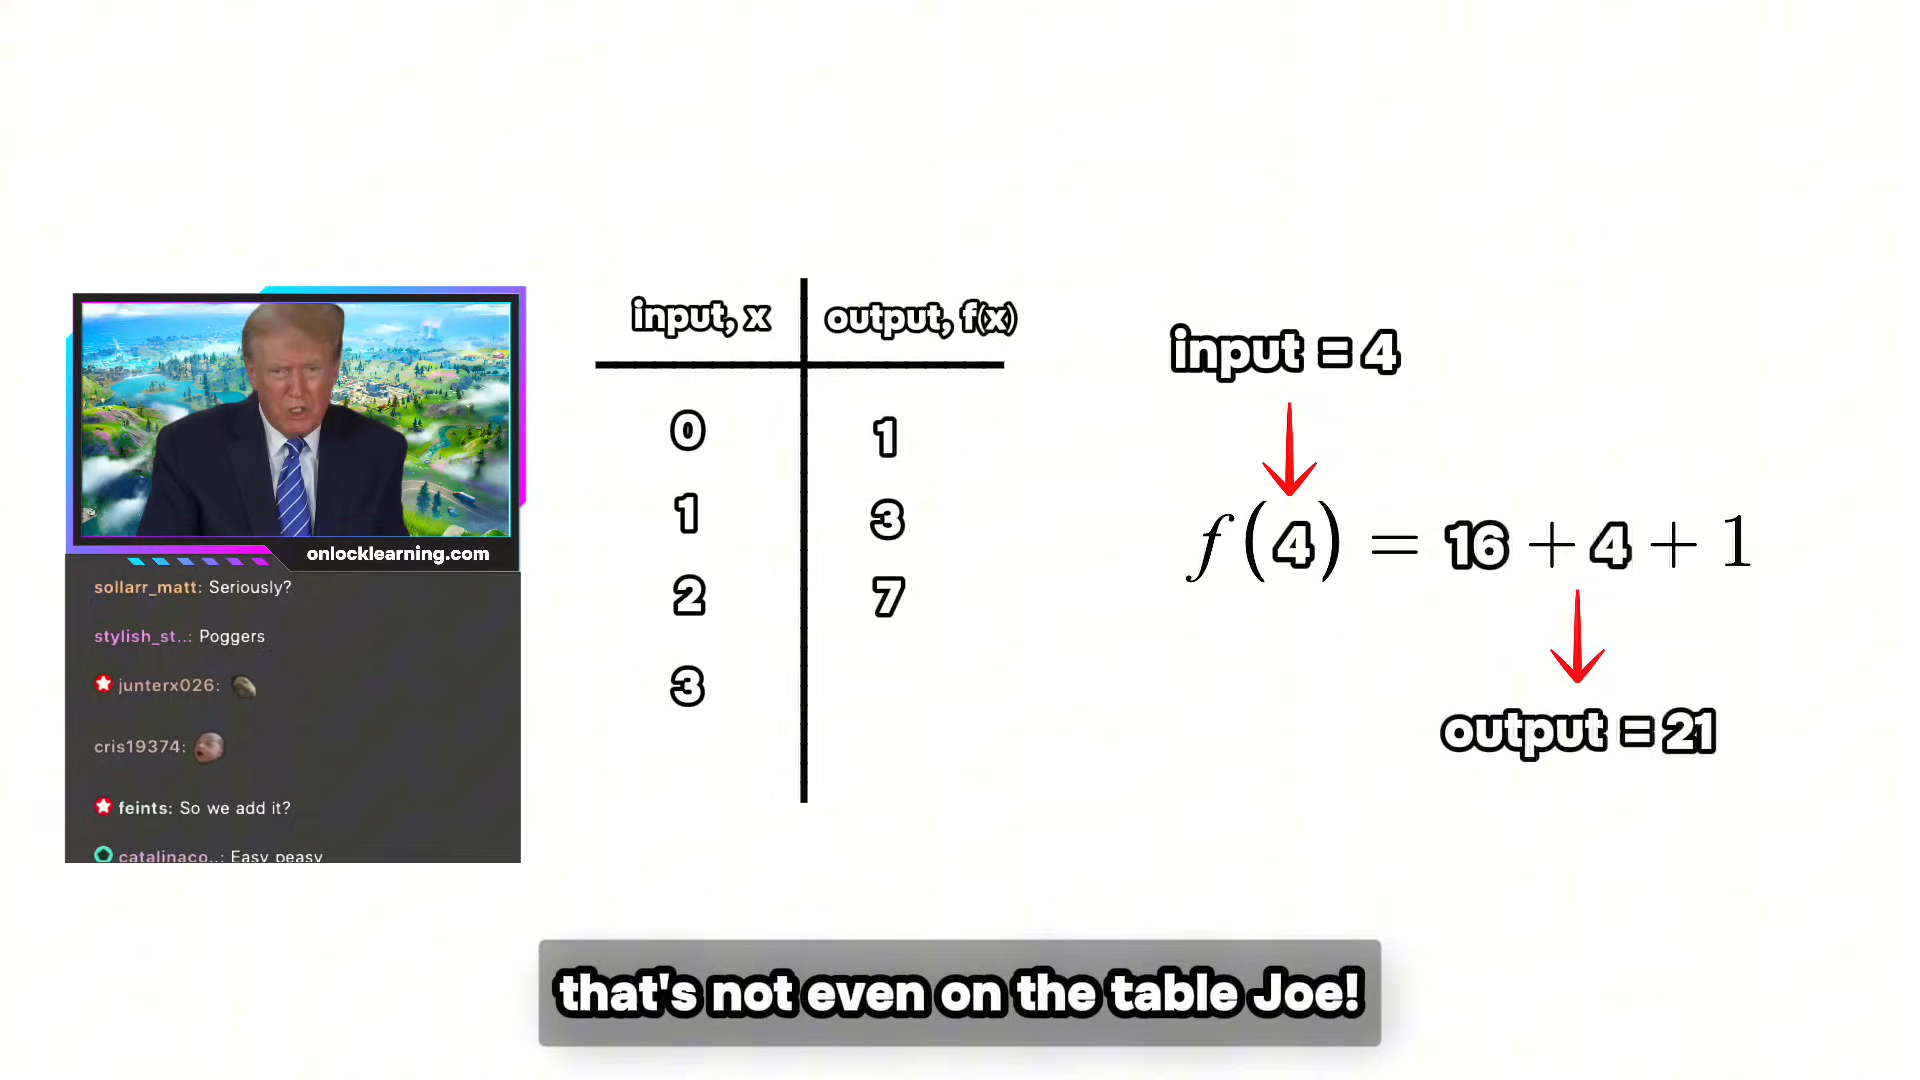 input, x
output, f(x)
0
1
1
3
2
7
3
input = 4
f(4) = 16 + 4 + 1
output = 21
onlocklearning.com
sollarr_matt: Seriously?
stylish_st..: Poggers
junterx026:
cris19374:
feints: So we add it?
catalinaco..: Easy peasy
that's not even on the table Joe!